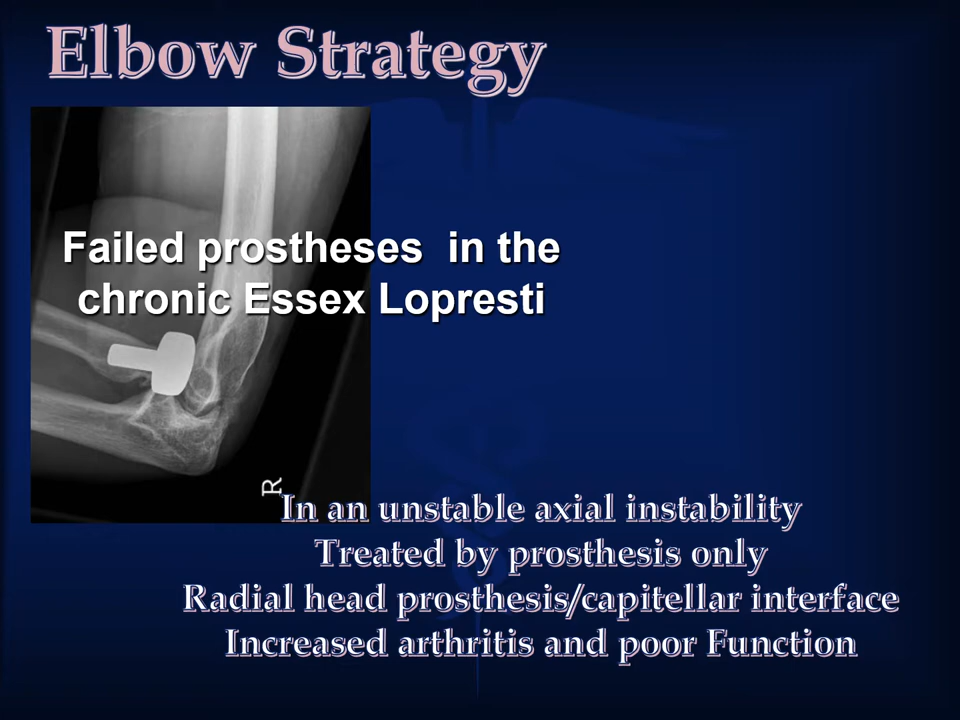 Elbow Strategy
Failed prostheses in the
chronic Essex Lopresti
R
In an unstable axial instability
Treated by prosthesis only
Radial head prosthesis/capitellar interface
Increased arthritis and poor Function